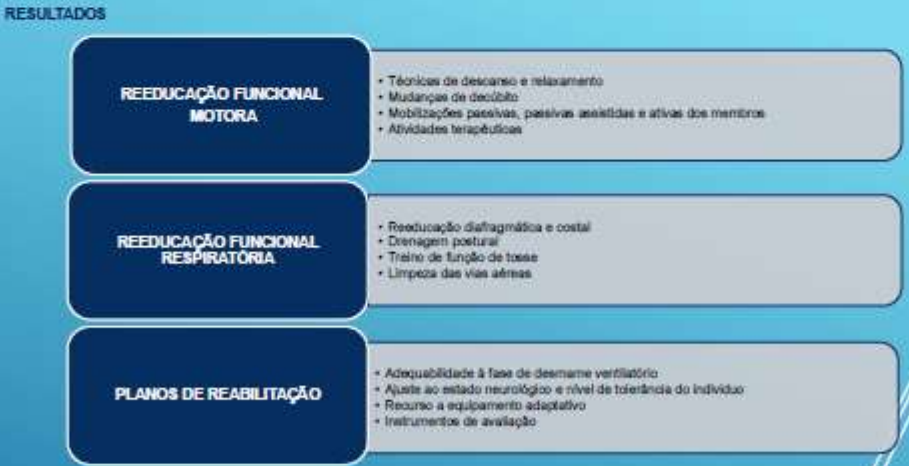 RESULTADOS
REEDUCAÇÃO FUNCIONAL
MOTORA
• Técnicas de descanso e relaxamento
• Mudanças de decúbito
• Mobilizações passivas, passivas assistidas e ativas dos membros
• Atividades terapêuticas
REEDUCAÇÃO FUNCIONAL
RESPIRATÓRIA
• Reeducação diafragmática e costal
• Drenagem postural
• Treino de função de tosse
• Limpeza das vias aéreas
PLANOS DE REABILITAÇÃO
• Adequabilidade à fase de desmame ventilatório
• Ajuste ao estado neurológico e nível de tolerância do individuo
• Recurso a equipamento adaptativo
• Instrumentos de avaliação